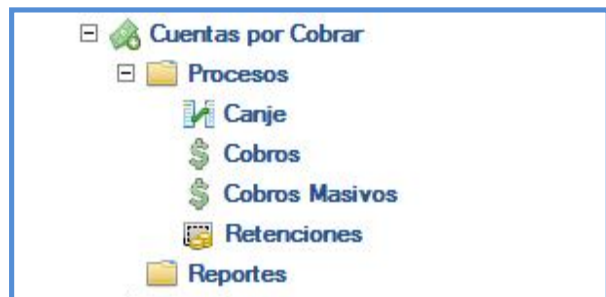 Cuentas por Cobrar
Procesos
Canje
Cobros
Cobros Masivos
Retenciones
Reportes